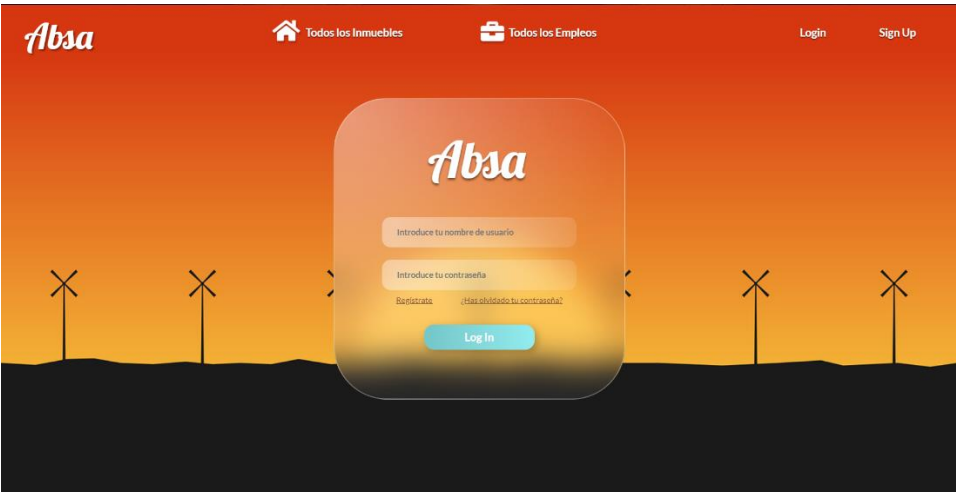 Absa
Todos los Inmuebles
Todos los Empleos
Login
Sign Up
Absa
Introduce tu nombre de usuario
Introduce tu contraseña
Regístrate
¿Has olvidado tu contraseña?
Log In